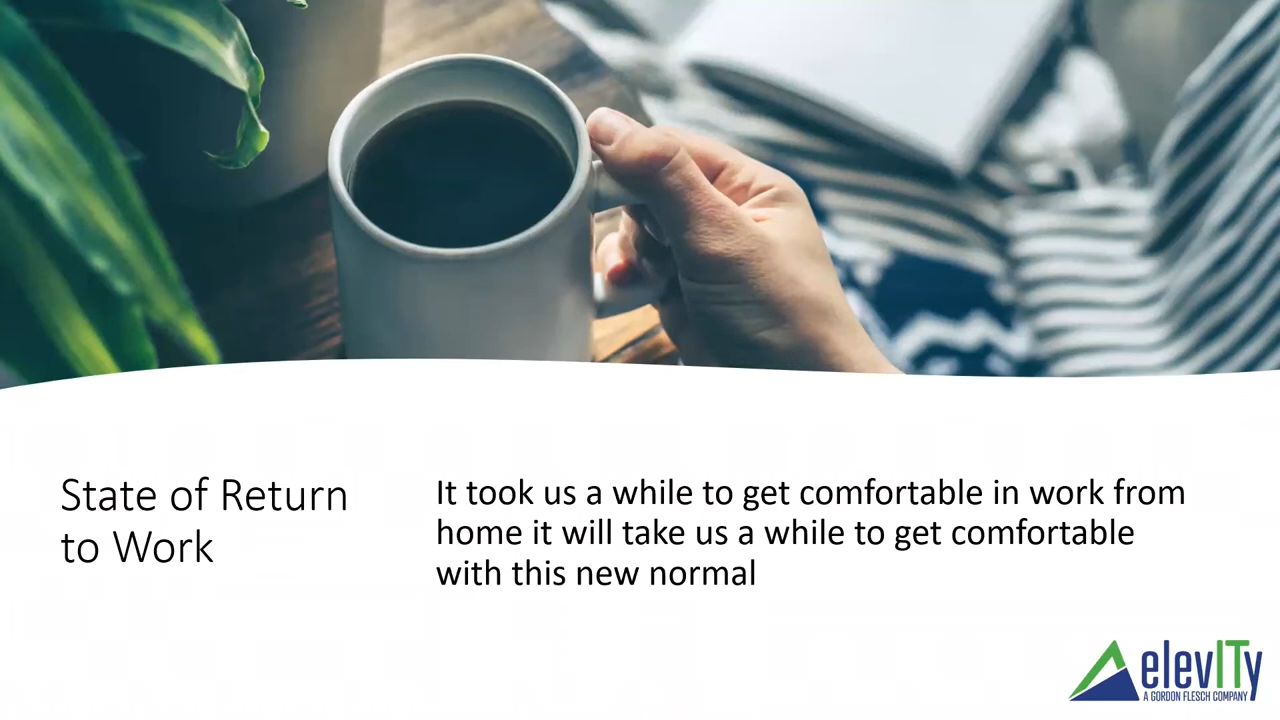 State of Return
to Work
It took us a while to get comfortable in work from
home it will take us a while to get comfortable
with this new normal
elevITy
A GORDON FLESCH COMPANY